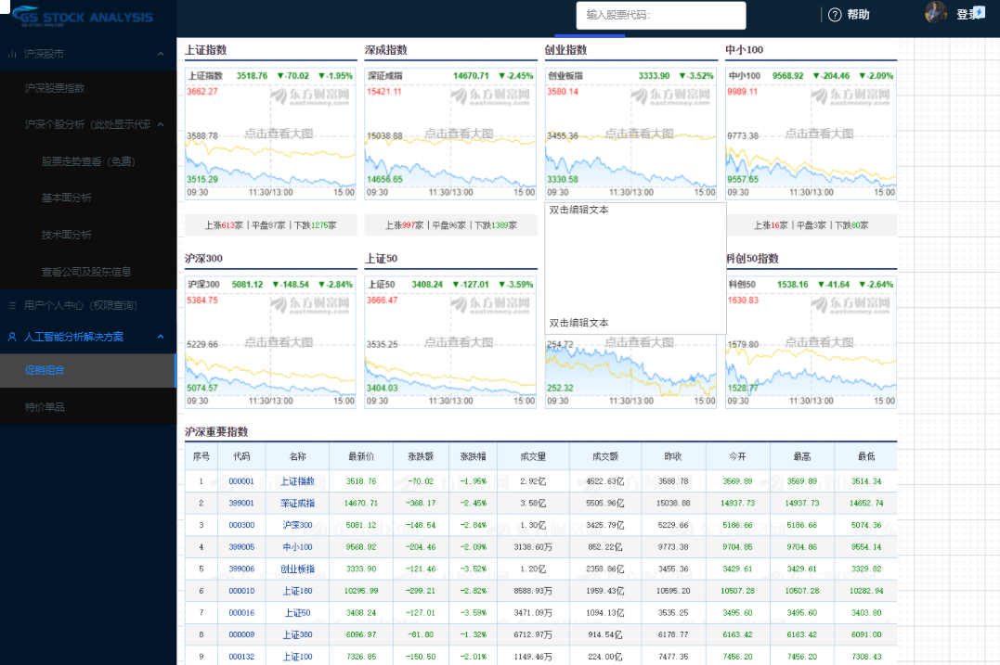 GS STOCK ANALYSIS
GS STOCK ANALYSIS
输入股票代码:
帮助
登录
沪深股市
沪深股票指数
沪深个股分析（此处显示代码
股票走势查看（免费）
基本面分析
技术面分析
查看公司及股东信息
用户个人中心（权限查询）
人工智能分析解决方案
促销组合
特价单品
上证指数 深成指数 创业指数 中小100
上证指数 3518.76 ▼-70.02 ▼-1.95%
3662.27
东方财富网
eastmoney.com
3588.78 点击查看大图
3515.29
09:30 11:30/13:00 15:00
深证成指 14670.71 ▼-2.45%
15421.11
东方财富网
eastmoney.com
15038.88 点击查看大图
14656.65
09:30 11:30/13:00 15:00
创业板指 3333.90 ▼-3.52%
3580.14
东方财富网
eastmoney.com
3455.36 点击查看大图
3330.58
09:30 11:30/13:00 15:00
中小100 9568.92 ▼-204.46 ▼-2.09%
9989.11
东方财富网
eastmoney.com
9773.38 点击查看大图
9557.65
09:30 11:30/13:00 15:00
上涨613家 | 平盘87家 | 下跌1275家
上涨997家 | 平盘96家 | 下跌1389家
双击编辑文本
双击编辑文本
上涨16家 | 平盘3家 | 下跌80家
沪深300 上证50 科创50指数
沪深300 5081.12 ▼-148.54 ▼-2.84%
5384.75
东方财富网
eastmoney.com
5229.66 点击查看大图
5074.57
09:30 11:30/13:00 15:00
上证50 3408.24 ▼-127.01 ▼-3.59%
3666.47
东方财富网
eastmoney.com
3535.25 点击查看大图
3404.03
09:30 11:30/13:00 15:00
254.72 点击查看大图
252.32
09:30 11:30/13:00 15:00
科创50 1538.16 ▼-41.64 ▼-2.64%
1630.83
东方财富网
eastmoney.com
1579.80 点击查看大图
1528.77
09:30 11:30/13:00 15:00
沪深重要指数
序号 代码 名称 最新价 涨跌额 涨跌幅 成交量 成交额 昨收 今开 最高 最低
1 000001 上证指数 3518.76 -70.02 -1.95% 2.92亿 4522.63亿 3588.78 3569.89 3569.89 3514.34
2 399001 深证成指 14670.71 -368.17 -2.45% 3.58亿 5505.96亿 15038.88 14937.73 14937.73 14652.74
3 000300 沪深300 5081.12 -148.54 -2.84% 1.30亿 3425.79亿 5229.66 5186.66 5186.66 5074.36
4 399005 中小100 9568.92 -204.46 -2.09% 3138.60万 852.22亿 9773.38 9704.85 9704.86 9554.14
5 399006 创业板指 3333.90 -121.46 -3.52% 1.20亿 2358.86亿 3455.36 3429.61 3429.61 3329.82
6 000010 上证180 10295.99 -299.21 -2.82% 8588.93万 1959.43亿 10595.20 10507.28 10507.28 10282.94
7 000016 上证50 3408.24 -127.01 -3.59% 3471.09万 1094.13亿 3535.25 3495.60 3495.60 3403.80
8 000009 上证380 6096.97 -81.80 -1.32% 6712.97万 914.54亿 6178.77 6163.42 6163.42 6091.00
9 000132 上证100 7326.85 -150.50 -2.01% 1149.46万 224.00亿 7477.35 7456.20 7456.20 7308.43